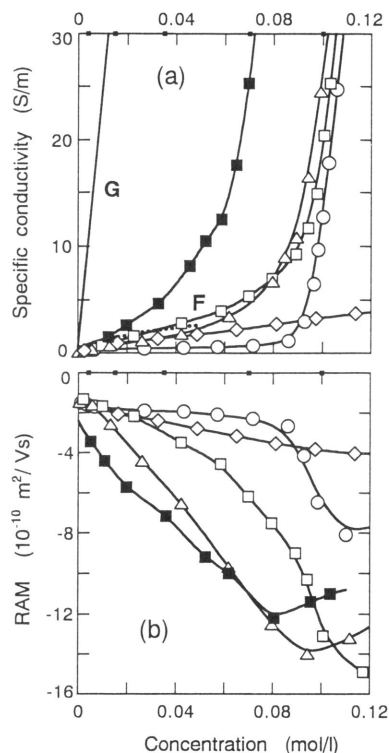 0 0.04 0.08 0.12
30
(a)
20
G
10
F
0
Specific conductivity (S/m)
0
-4
-8
-12
-16
(b)
RAM (10⁻¹⁰ m²/ Vs)
0 0.04 0.08 0.12
Concentration (mol/l)